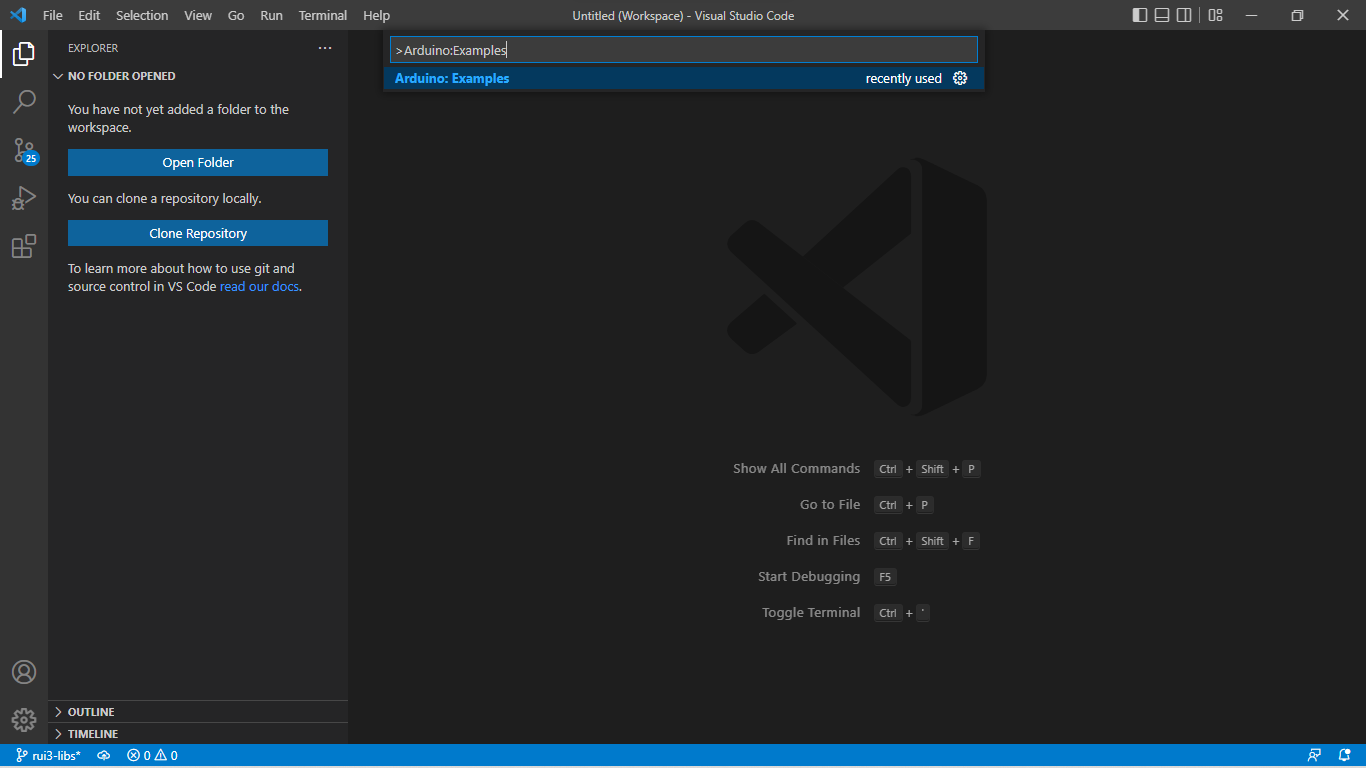 File Edit Selection View Go Run Terminal Help Untitled (Workspace) - Visual Studio Code
EXPLORER
>Arduino:Examples
NO FOLDER OPENED
Arduino: Examples recently used
You have not yet added a folder to the
workspace.
Open Folder
You can clone a repository locally.
Clone Repository
To learn more about how to use git and
source control in VS Code read our docs.
25
Show All Commands Ctrl + Shift + P
Go to File Ctrl + P
Find in Files Ctrl + Shift + F
Start Debugging F5
Toggle Terminal Ctrl + `
OUTLINE
TIMELINE
rui3-libs* 0 0